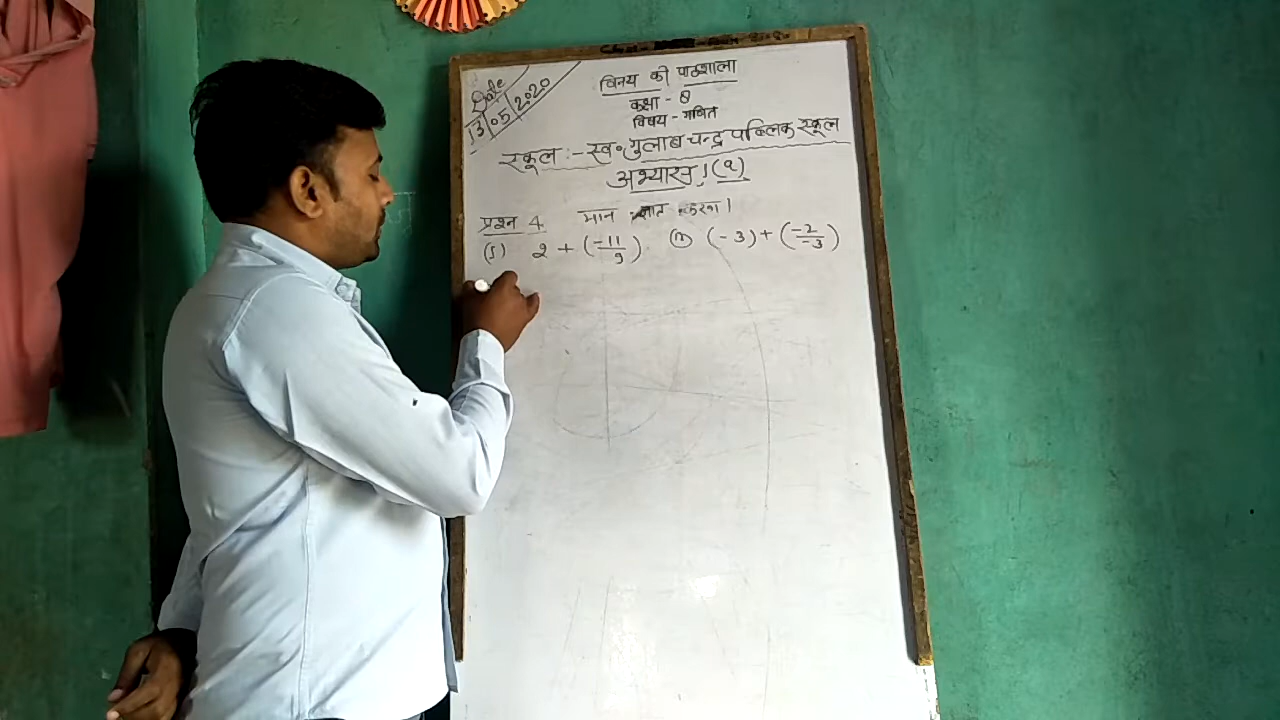 Date
13/05/2020
विनय की पाठशाला
कक्षा - 8
विषय - गणित
स्कूल :- स्व० गुलाब चन्द्र पब्लिक स्कूल
अभ्यास 1(a)
प्रश्न 4. मान ज्ञात करना।
(i) 2 + (-11/9) (ii) (-3) + (-2/-3)